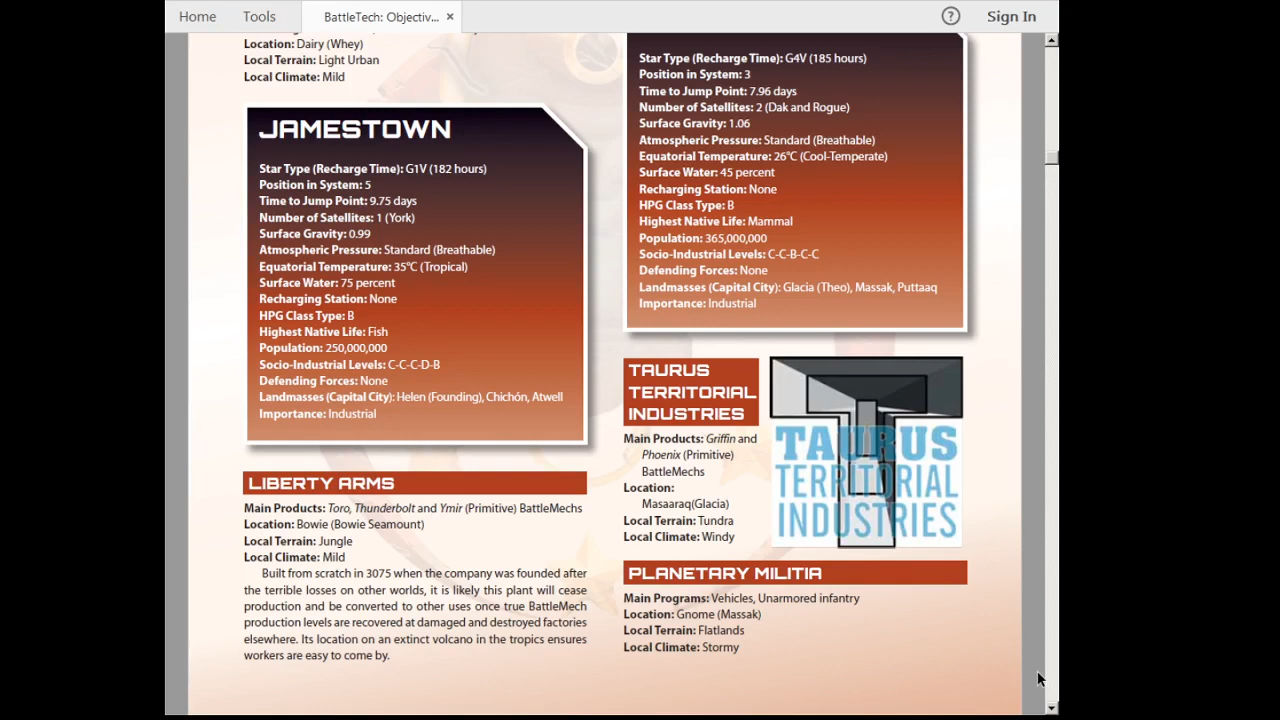 Home
Tools
BattleTech: Objectiv...
×
?
Sign In
Location: Dairy (Whey)
Local Terrain: Light Urban
Local Climate: Mild
JAMESTOWN
Star Type (Recharge Time): G1V (182 hours)
Position in System: 5
Time to Jump Point: 9.75 days
Number of Satellites: 1 (York)
Surface Gravity: 0.99
Atmospheric Pressure: Standard (Breathable)
Equatorial Temperature: 35°C (Tropical)
Surface Water: 75 percent
Recharging Station: None
HPG Class Type: B
Highest Native Life: Fish
Population: 250,000,000
Socio-Industrial Levels: C-C-C-D-B
Defending Forces: None
Landmasses (Capital City): Helen (Founding), Chichón, Atwell
Importance: Industrial
LIBERTY ARMS
Main Products: Toro, Thunderbolt and Ymir (Primitive) BattleMechs
Location: Bowie (Bowie Seamount)
Local Terrain: Jungle
Local Climate: Mild
Built from scratch in 3075 when the company was founded after
the terrible losses on other worlds, it is likely this plant will cease
production and be converted to other uses once true BattleMech
production levels are recovered at damaged and destroyed factories
elsewhere. Its location on an extinct volcano in the tropics ensures
workers are easy to come by.
Star Type (Recharge Time): G4V (185 hours)
Position in System: 3
Time to Jump Point: 7.96 days
Number of Satellites: 2 (Dak and Rogue)
Surface Gravity: 1.06
Atmospheric Pressure: Standard (Breathable)
Equatorial Temperature: 26°C (Cool-Temperate)
Surface Water: 45 percent
Recharging Station: None
HPG Class Type: B
Highest Native Life: Mammal
Population: 365,000,000
Socio-Industrial Levels: C-C-B-C-C
Defending Forces: None
Landmasses (Capital City): Glacia (Theo), Massak, Puttaaq
Importance: Industrial
TAURUS
TERRITORIAL
INDUSTRIES
Main Products: Griffin and
Phoenix (Primitive)
BattleMechs
Location:
Masaaraq(Glacia)
Local Terrain: Tundra
Local Climate: Windy
TAURUS
TERRITORIAL
INDUSTRIES
PLANETARY MILITIA
Main Programs: Vehicles, Unarmored infantry
Location: Gnome (Massak)
Local Terrain: Flatlands
Local Climate: Stormy